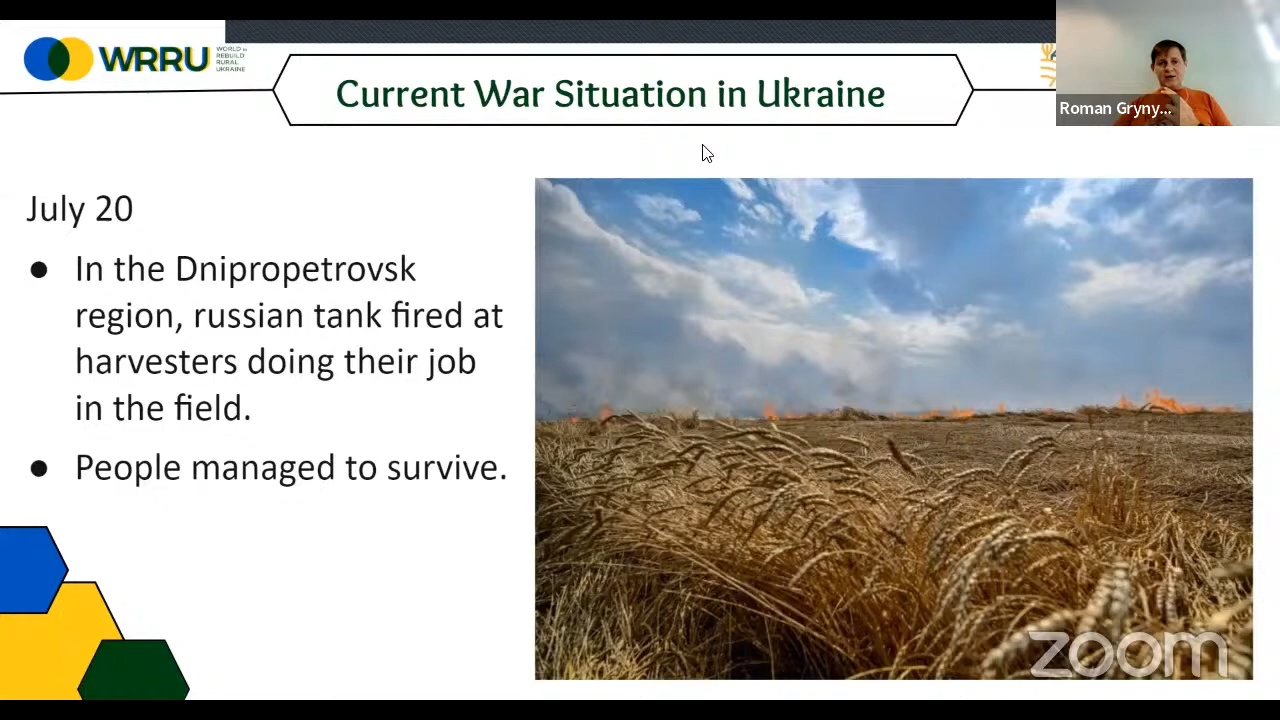 WRRU
WORLD to
REBUILD
RURAL
UKRAINE
Current War Situation in Ukraine
Roman Gryny...
July 20
● In the Dnipropetrovsk
region, russian tank fired at
harvesters doing their job
in the field.
● People managed to survive.
zoom